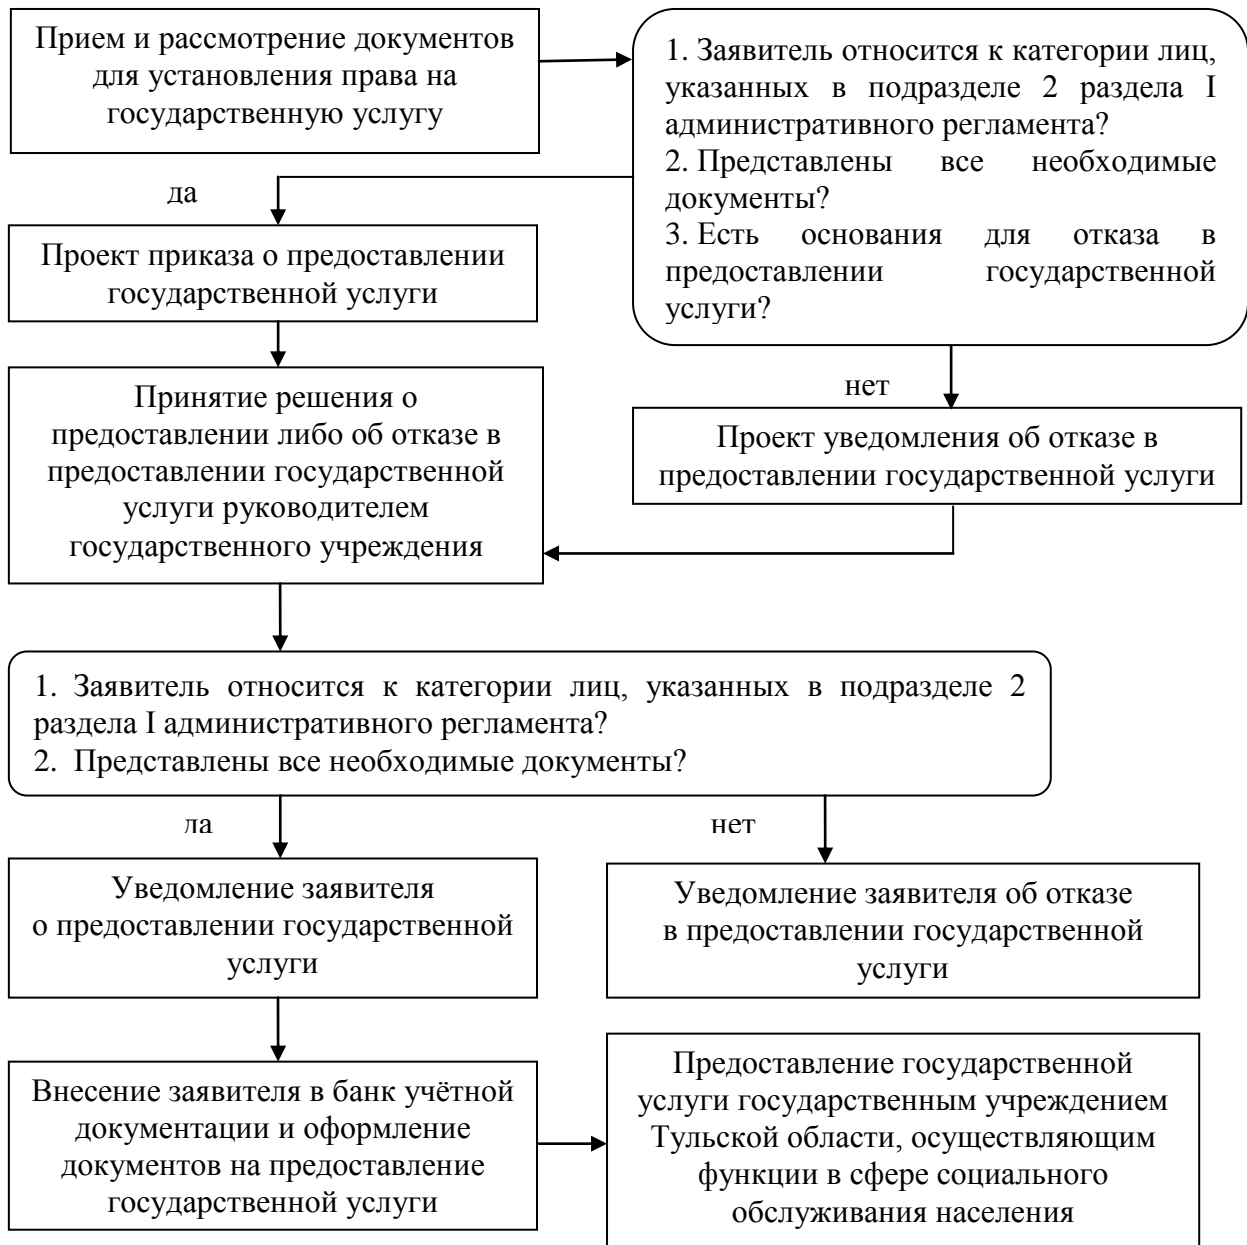 Прием и рассмотрение документов
для установления права на
государственную услугу
1. Заявитель относится к категории лиц,
указанных в подразделе 2 раздела I
административного регламента?
2. Представлены все необходимые
документы?
3. Есть основания для отказа в
предоставлении государственной
услуги?
да
Проект приказа о предоставлении
государственной услуги
нет
Принятие решения о
предоставлении либо об отказе в
предоставлении государственной
услуги руководителем
государственного учреждения
Проект уведомления об отказе в
предоставлении государственной услуги
1. Заявитель относится к категории лиц, указанных в подразделе 2
раздела I административного регламента?
2. Представлены все необходимые документы?
да
нет
Уведомление заявителя
о предоставлении государственной
услуги
Уведомление заявителя об отказе
в предоставлении государственной
услуги
Внесение заявителя в банк учётной
документации и оформление
документов на предоставление
государственной услуги
Предоставление государственной
услуги государственным учреждением
Тульской области, осуществляющим
функции в сфере социального
обслуживания населения